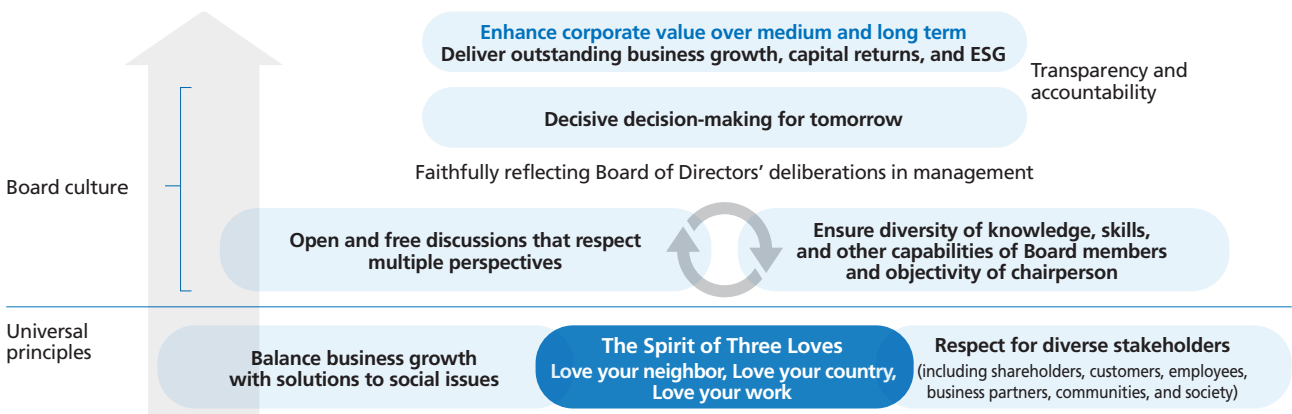 Enhance corporate value over medium and long term
Deliver outstanding business growth, capital returns, and ESG
Transparency and
accountability
Decisive decision-making for tomorrow
Faithfully reflecting Board of Directors’ deliberations in management
Board culture
Open and free discussions that respect
multiple perspectives
Ensure diversity of knowledge, skills,
and other capabilities of Board members
and objectivity of chairperson
Universal
principles
Balance business growth
with solutions to social issues
The Spirit of Three Loves
Love your neighbor, Love your country,
Love your work
Respect for diverse stakeholders
(including shareholders, customers, employees,
business partners, communities, and society)